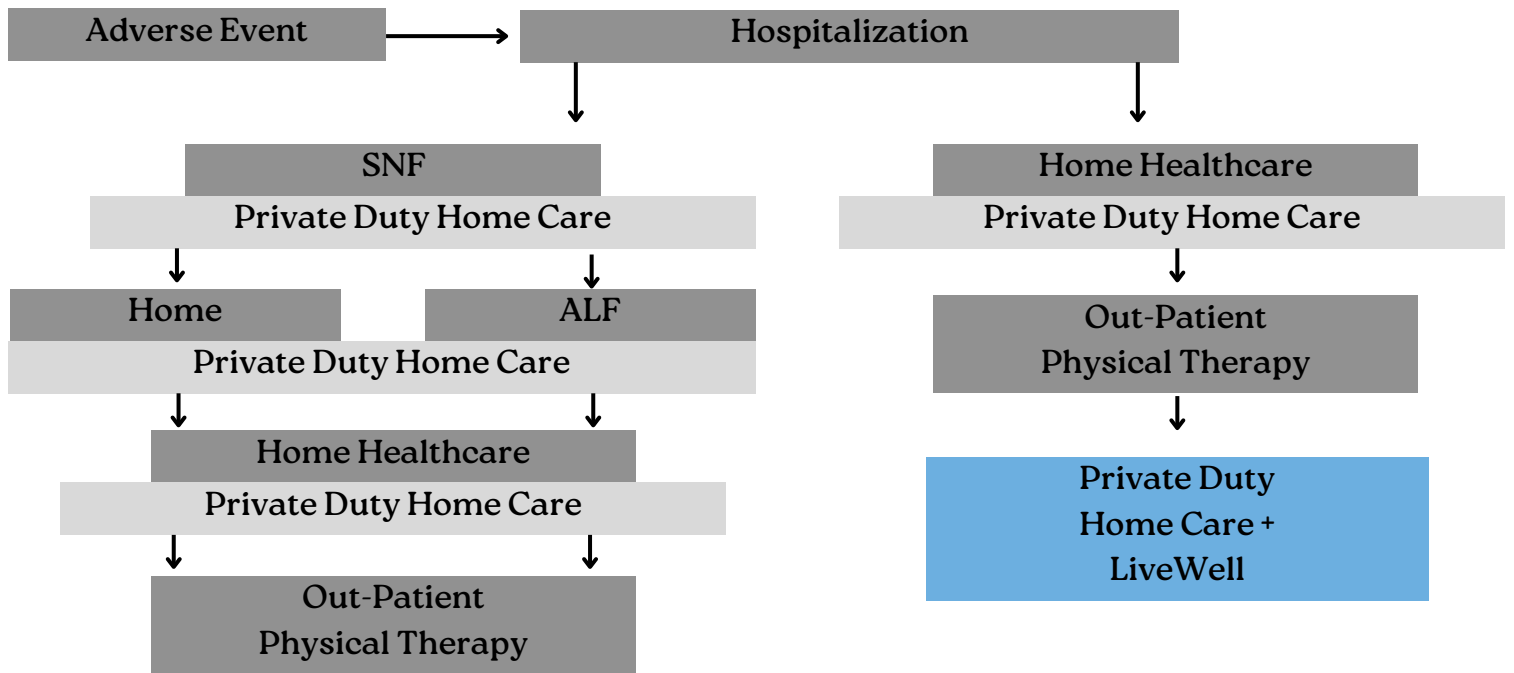 Adverse Event
Hospitalization
SNF
Private Duty Home Care
Home
ALF
Private Duty Home Care
Home Healthcare
Private Duty Home Care
Out-Patient
Physical Therapy
Home Healthcare
Private Duty Home Care
Out-Patient
Physical Therapy
Private Duty
Home Care +
LiveWell